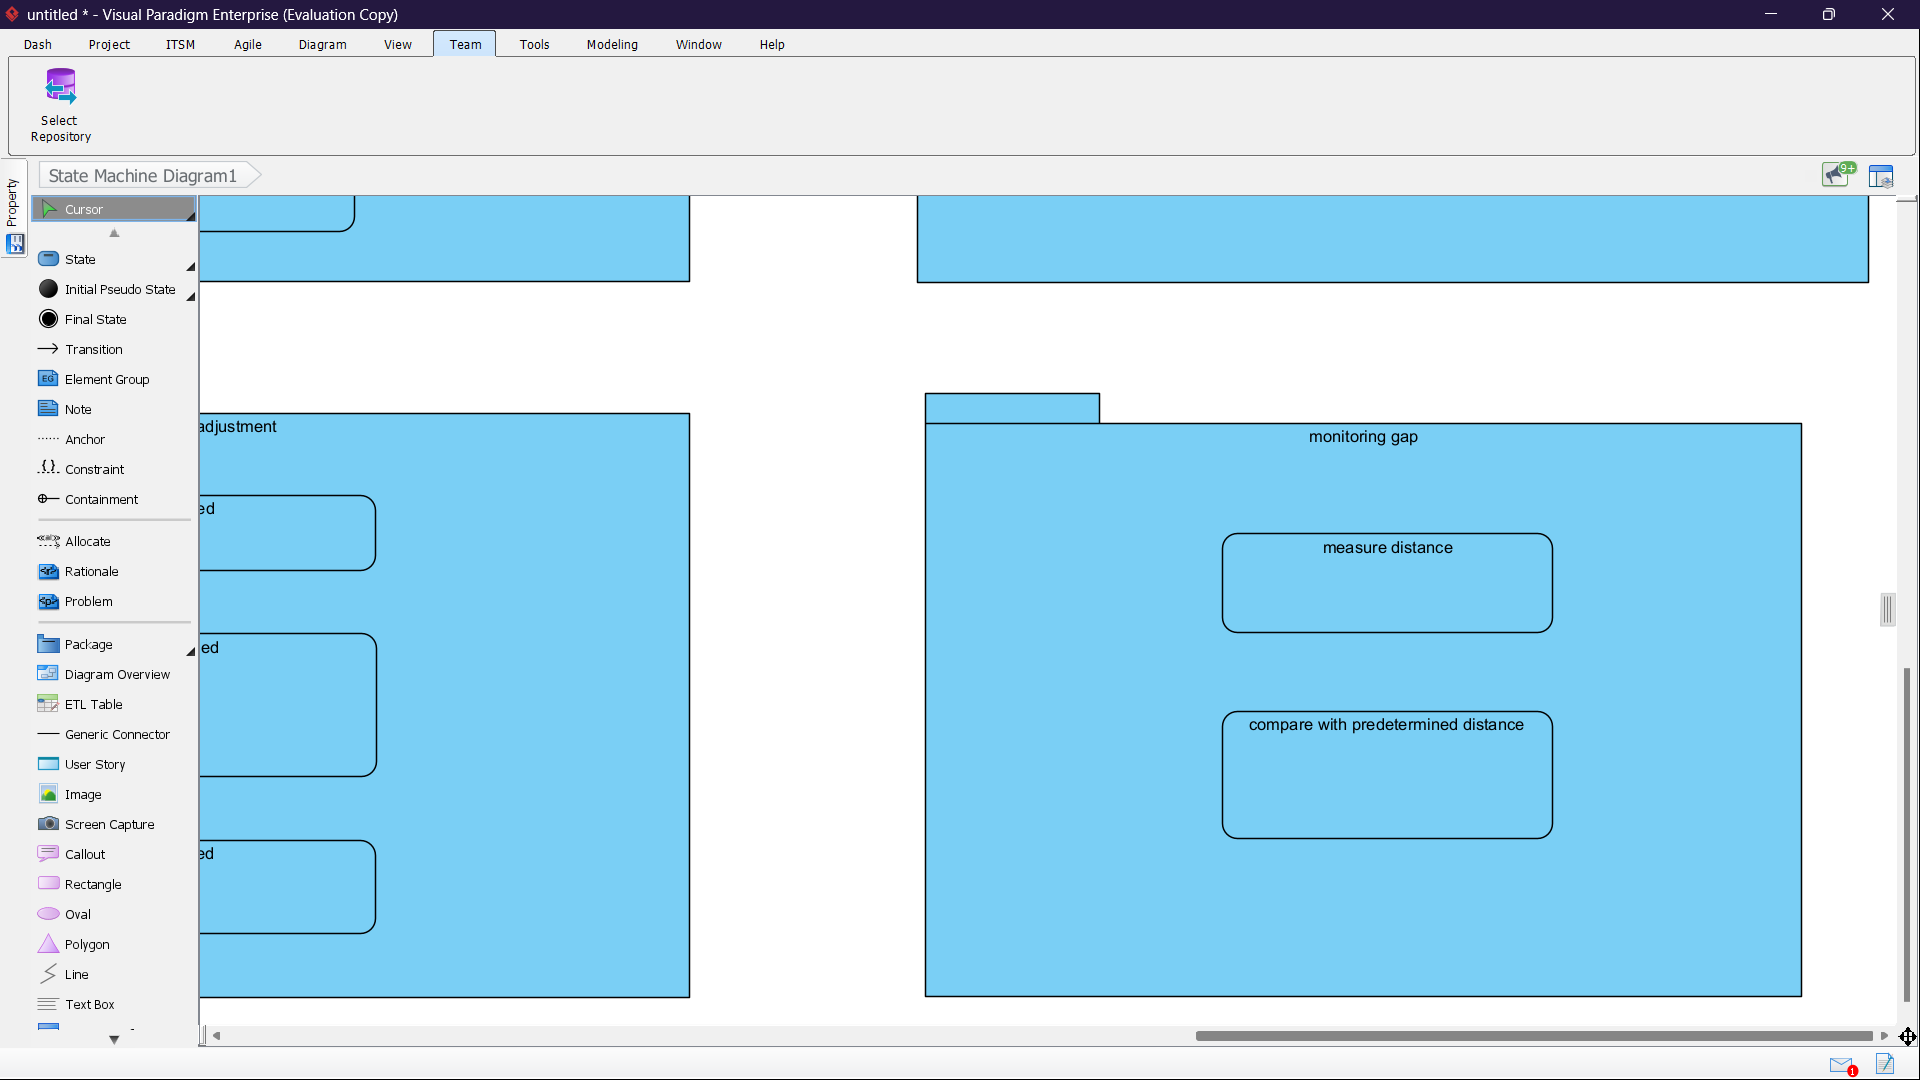 untitled * - Visual Paradigm Enterprise (Evaluation Copy)
Dash Project ITSM Agile Diagram View Team Tools Modeling Window Help
Select
Repository
Property
State Machine Diagram1
9+
Cursor
State
Initial Pseudo State
Final State
Transition
EG Element Group
Note
Anchor
Constraint
Containment
Allocate
Rationale
Problem
Package
Diagram Overview
ETL Table
Generic Connector
User Story
Image
Screen Capture
Callout
Rectangle
Oval
Polygon
Line
Text Box
adjustment
ed
ed
ed
monitoring gap
measure distance
compare with predetermined distance
1